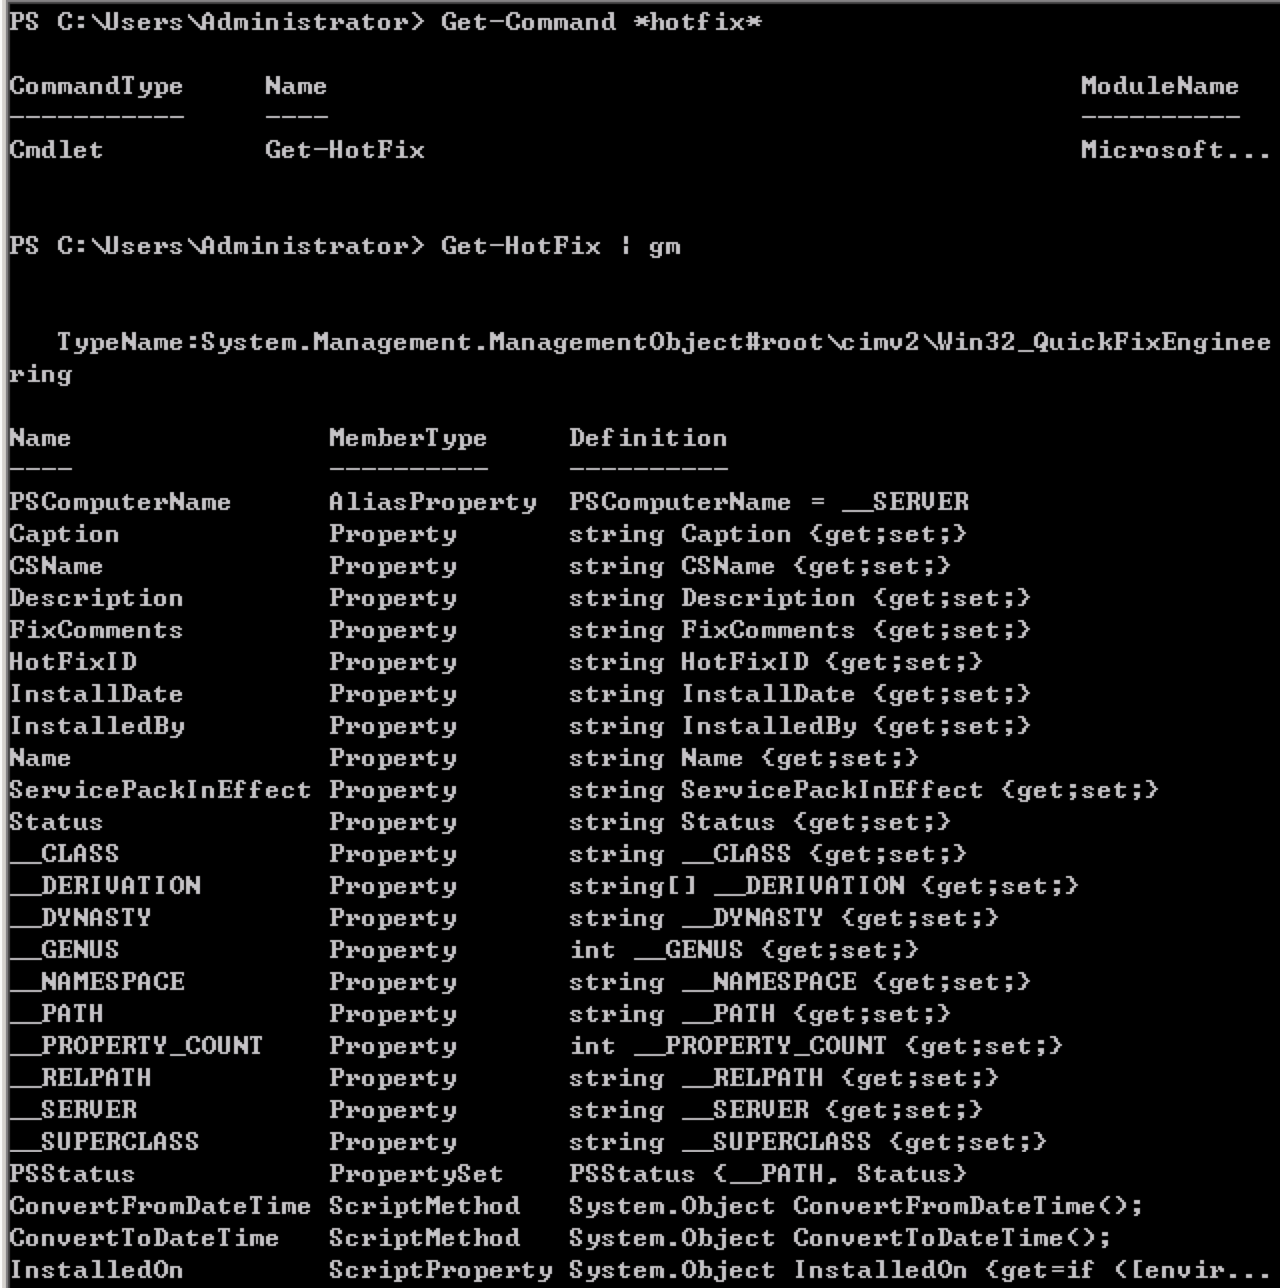 PS C:\Users\Administrator> Get-Command *hotfix*
CommandType     Name                                               ModuleName
-----------     ----                                               ----------
Cmdlet          Get-HotFix                                         Microsoft...
PS C:\Users\Administrator> Get-HotFix | gm
   TypeName:System.Management.ManagementObject#root\cimv2\Win32_QuickFixEnginee
ring
Name                MemberType     Definition
----                ----------     ----------
PSComputerName      AliasProperty  PSComputerName = __SERVER
Caption             Property       string Caption {get;set;}
CSName              Property       string CSName {get;set;}
Description         Property       string Description {get;set;}
FixComments         Property       string FixComments {get;set;}
HotFixID            Property       string HotFixID {get;set;}
InstallDate         Property       string InstallDate {get;set;}
InstalledBy         Property       string InstalledBy {get;set;}
Name                Property       string Name {get;set;}
ServicePackInEffect Property       string ServicePackInEffect {get;set;}
Status              Property       string Status {get;set;}
__CLASS             Property       string __CLASS {get;set;}
__DERIVATION        Property       string[] __DERIVATION {get;set;}
__DYNASTY           Property       string __DYNASTY {get;set;}
__GENUS             Property       int __GENUS {get;set;}
__NAMESPACE         Property       string __NAMESPACE {get;set;}
__PATH              Property       string __PATH {get;set;}
__PROPERTY_COUNT    Property       int __PROPERTY_COUNT {get;set;}
__RELPATH           Property       string __RELPATH {get;set;}
__SERVER            Property       string __SERVER {get;set;}
__SUPERCLASS        Property       string __SUPERCLASS {get;set;}
PSStatus            PropertySet    PSStatus {__PATH, Status}
ConvertFromDateTime ScriptMethod   System.Object ConvertFromDateTime();
ConvertToDateTime   ScriptMethod   System.Object ConvertToDateTime();
InstalledOn         ScriptProperty System.Object InstalledOn {get=if ([envir...